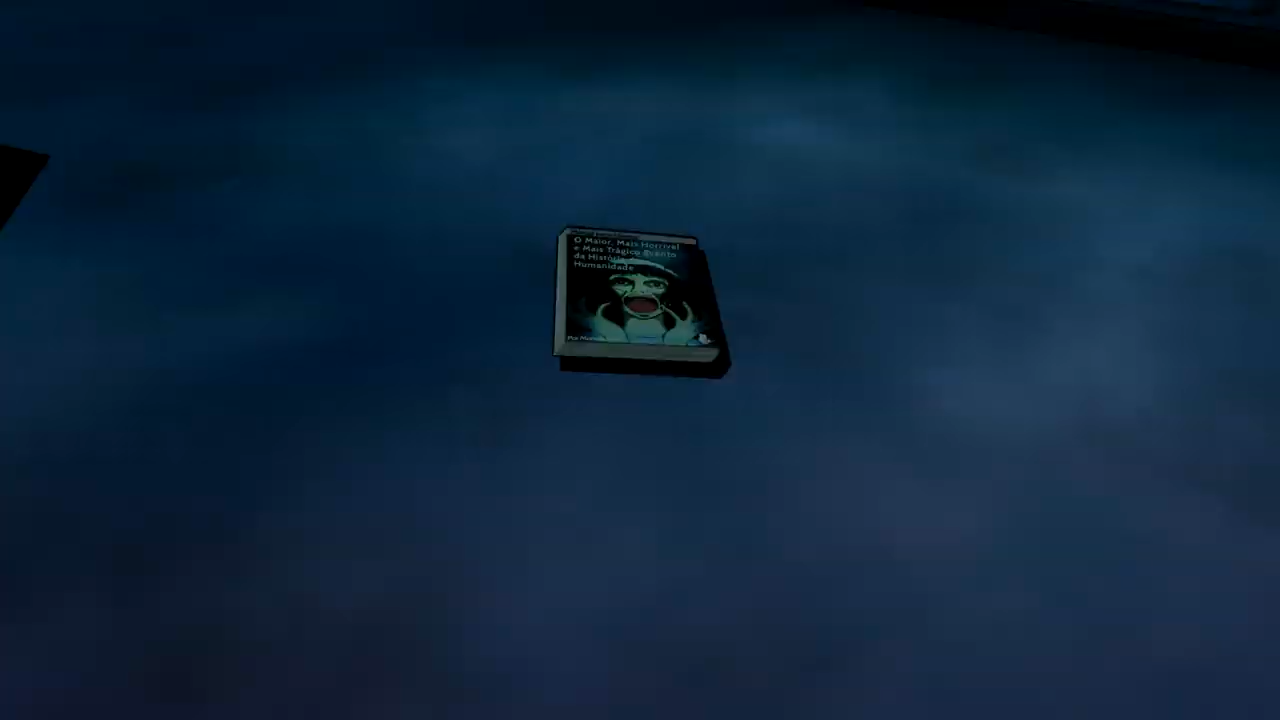 O Maior, Mais Horrível
e Mais Trágico Evento
da História da
Humanidade